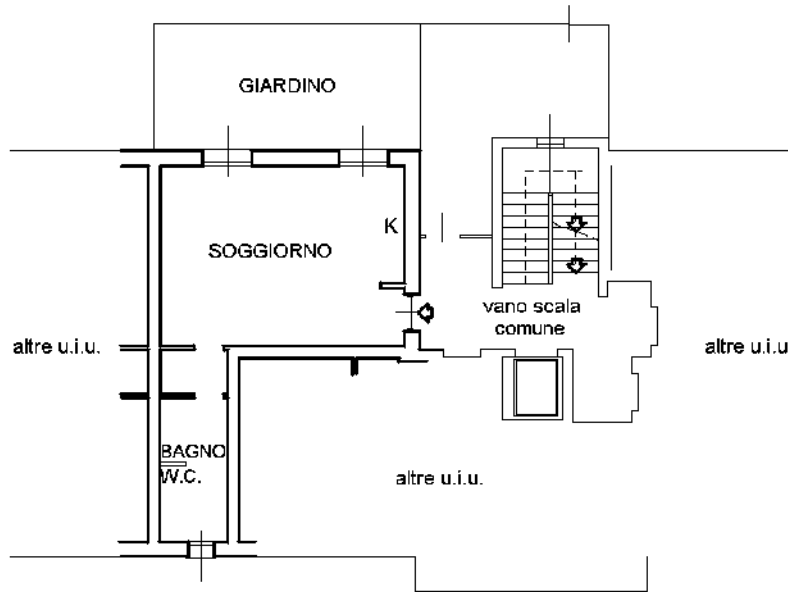 GIARDINO
K
SOGGIORNO
vano scala
comune
altre u.i.u.
altre u.i.u
BAGNO
W.C.
altre u.i.u.